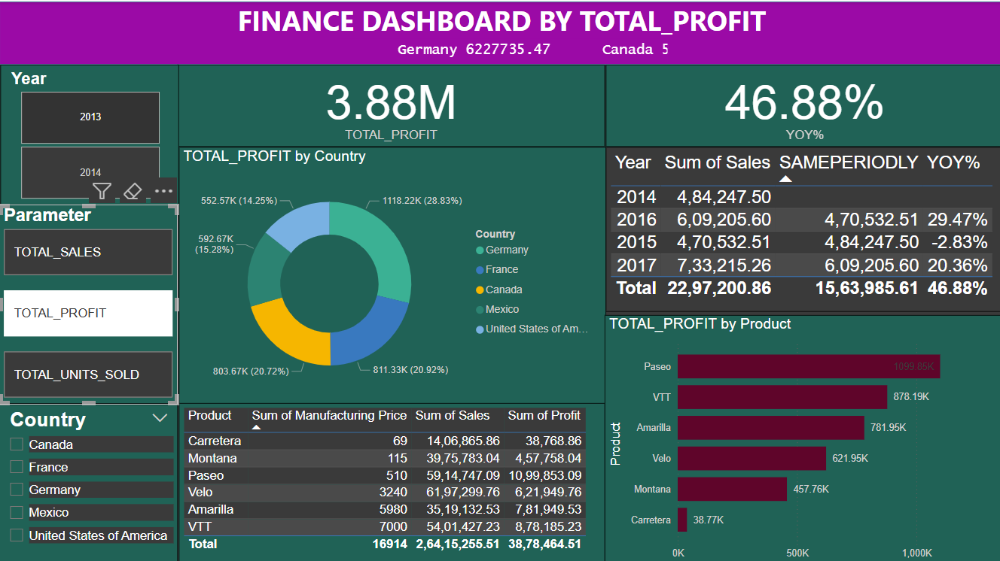 FINANCE DASHBOARD BY TOTAL_PROFIT
Germany 6227735.47 Canada 5
Year
2013
2014
Parameter
TOTAL_SALES
TOTAL_PROFIT
TOTAL_UNITS_SOLD
Country
Canada
France
Germany
Mexico
United States of America
3.88M
TOTAL_PROFIT
46.88%
YOY%
TOTAL_PROFIT by Country
552.57K (14.25%)
1118.22K (28.83%)
592.67K
(15.28%)
803.67K (20.72%)
811.33K (20.92%)
Country
Germany
France
Canada
Mexico
United States of Am...
Year Sum of Sales SAMEPERIODLY YOY%
2014 4,84,247.50
2016 6,09,205.60 4,70,532.51 29.47%
2015 4,70,532.51 4,84,247.50 -2.83%
2017 7,33,215.26 6,09,205.60 20.36%
Total 22,97,200.86 15,63,985.61 46.88%
Product Sum of Manufacturing Price Sum of Sales Sum of Profit
Carretera 69 14,06,865.86 38,768.86
Montana 115 39,75,783.04 4,57,758.04
Paseo 510 59,14,747.09 10,99,853.09
Velo 3240 61,97,299.76 6,21,949.76
Amarilla 5980 35,19,132.53 7,81,949.53
VTT 7000 54,01,427.23 8,78,185.23
Total 16914 2,64,15,255.51 38,78,464.51
TOTAL_PROFIT by Product
Product
Paseo 1099.85K
VTT 878.19K
Amarilla 781.95K
Velo 621.95K
Montana 457.76K
Carretera 38.77K
0K 500K 1,000K